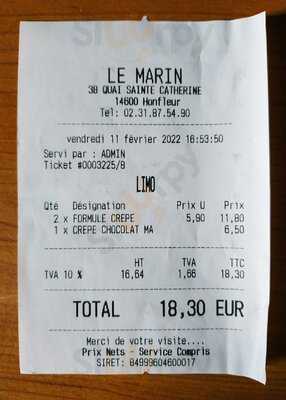 LE MARIN
38 QUAI SAINTE CATHERINE
14600 Honfleur
Tel: 02.31.87.54.90
vendredi 11 février 2022 16:53:50
Servi par : ADMIN
Ticket #0003225/8
LIMO
Qté Désignation Prix U Prix
2 x FORMULE CREPE 5,90 11,80
1 x CREPE CHOCOLAT MA 6,50
HT TVA TTC
TVA 10 % 16,64 1,66 18,30
TOTAL 18,30 EUR
Merci de votre visite....
Prix Nets - Service Compris
SIRET: 84999604600017